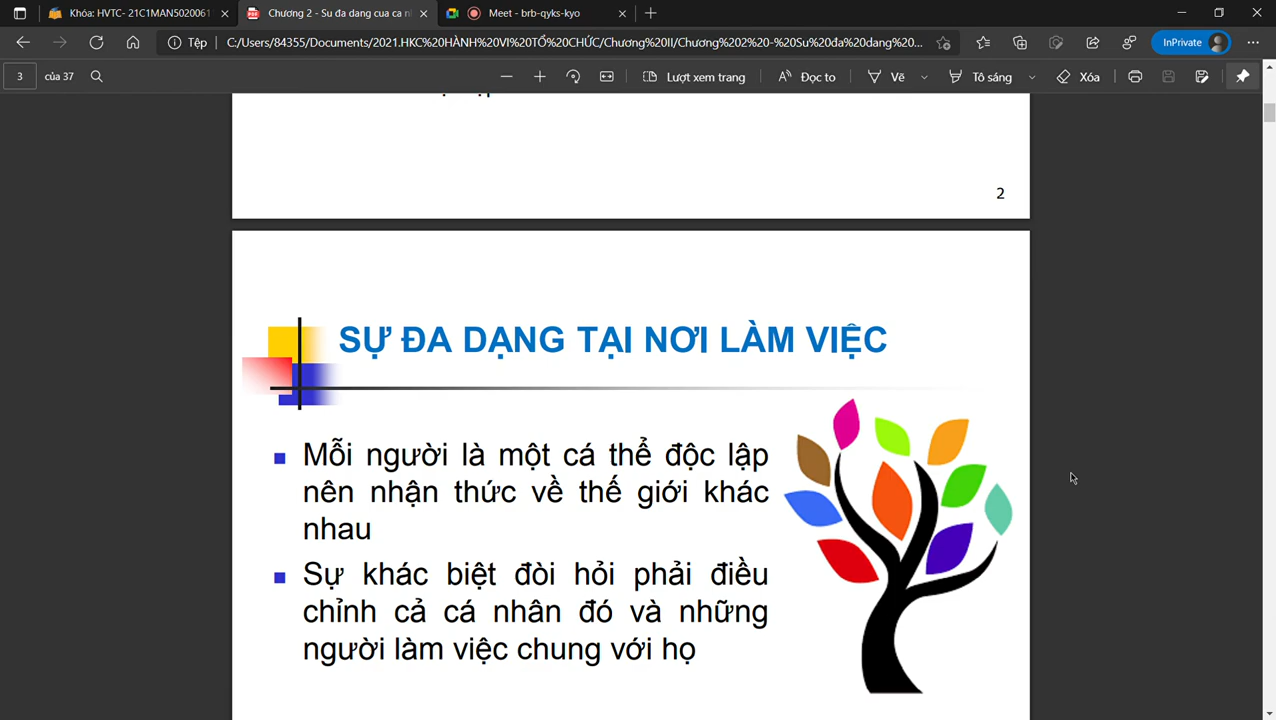 Khóa: HVTC- 21C1MAN5020061
Chương 2 - Su đa dang cua ca n
Meet - brb-qyks-kyo
Tệp
C:/Users/84355/Documents/2021.HKC%20HÀNH%20VI%20TỔ%20CHỨC/Chương%20II/Chương%202%20-%20Su%20đa%20dang%20...
InPrivate
3 của 37
Lượt xem trang
Đọc to
Vẽ
Tô sáng
Xóa
2
SỰ ĐA DẠNG TẠI NƠI LÀM VIỆC
Mỗi người là một cá thể độc lập
nên nhận thức về thế giới khác
nhau
Sự khác biệt đòi hỏi phải điều
chỉnh cả cá nhân đó và những
người làm việc chung với họ